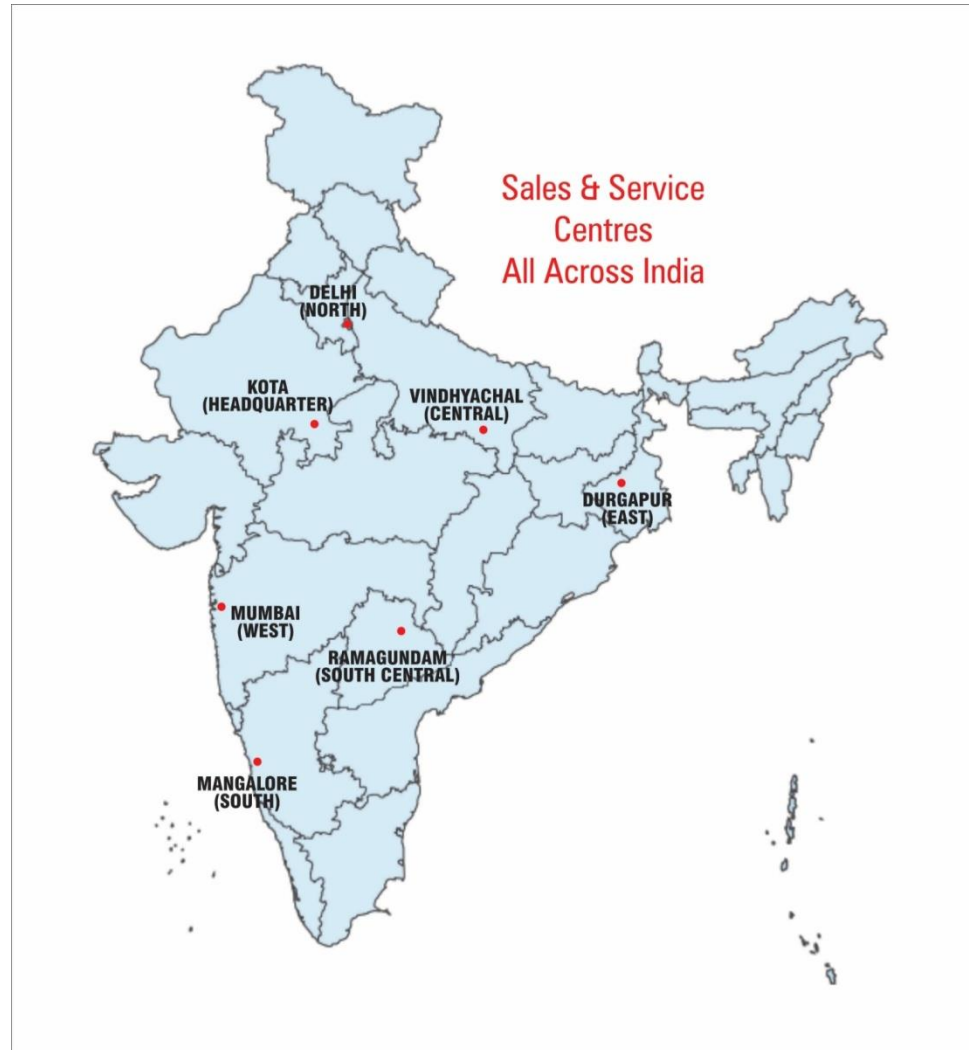 Sales & Service
Centres
All Across India
DELHI
(NORTH)
KOTA
(HEADQUARTER)
VINDHYACHAL
(CENTRAL)
DURGAPUR
(EAST)
MUMBAI
(WEST)
RAMAGUNDAM
(SOUTH CENTRAL)
MANGALORE
(SOUTH)